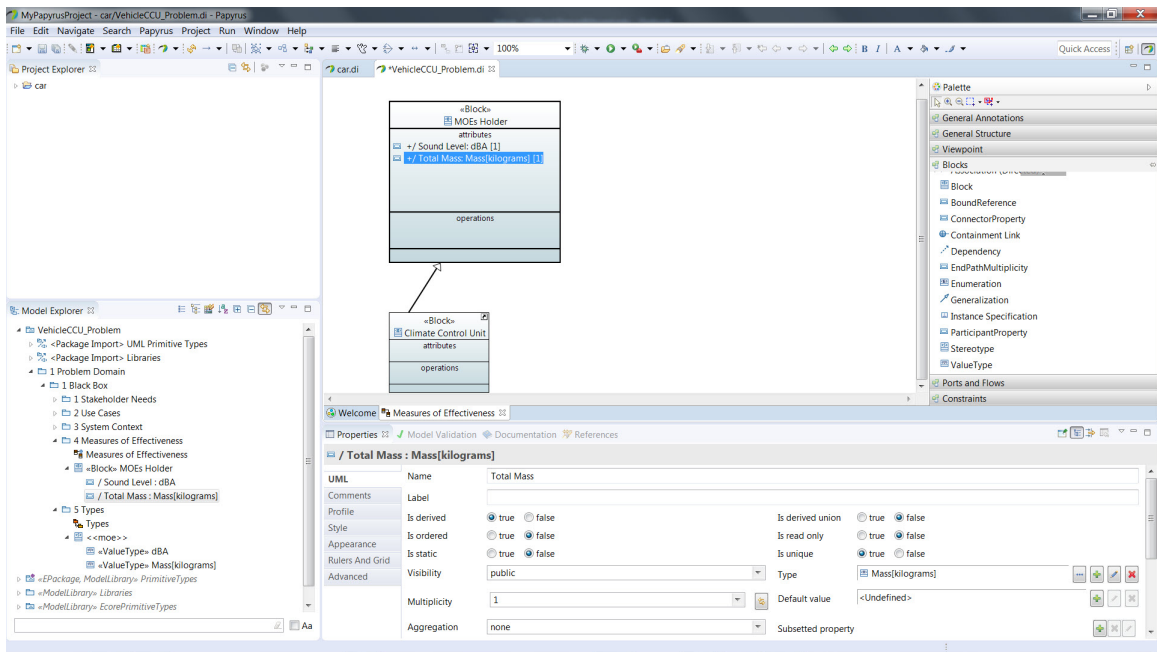 MyPapyrusProject - car/VehicleCCU_Problem.di - Papyrus
File Edit Navigate Search Papyrus Project Run Window Help
100%
B I A
Quick Access
Project Explorer
car
car.di
*VehicleCCU_Problem.di
«Block»
MOEs Holder
attributes
+/ Sound Level: dBA [1]
+/ Total Mass: Mass[kilograms] [1]
operations
«Block»
Climate Control Unit
attributes
operations
Palette
General Annotations
General Structure
Viewpoint
Blocks
Block
BoundReference
ConnectorProperty
Containment Link
Dependency
EndPathMultiplicity
Enumeration
Generalization
Instance Specification
ParticipantProperty
Stereotype
ValueType
Ports and Flows
Constraints
Model Explorer
VehicleCCU_Problem
<Package Import> UML Primitive Types
<Package Import> Libraries
1 Problem Domain
1 Black Box
1 Stakeholder Needs
2 Use Cases
3 System Context
4 Measures of Effectiveness
Measures of Effectiveness
«Block» MOEs Holder
/ Sound Level : dBA
/ Total Mass : Mass[kilograms]
5 Types
Types
<<moe>>
«ValueType» dBA
«ValueType» Mass[kilograms]
«EPackage, ModelLibrary» PrimitiveTypes
«ModelLibrary» Libraries
«ModelLibrary» EcorePrimitiveTypes
Aa
Welcome
Measures of Effectiveness
Properties
Model Validation
Documentation
References
/ Total Mass : Mass[kilograms]
UML
Comments
Profile
Style
Appearance
Rulers And Grid
Advanced
Name Total Mass
Label
Is derived true false Is derived union true false
Is ordered true false Is read only true false
Is static true false Is unique true false
Visibility public Type Mass[kilograms]
Multiplicity 1 Default value <Undefined>
Aggregation none Subsetted property